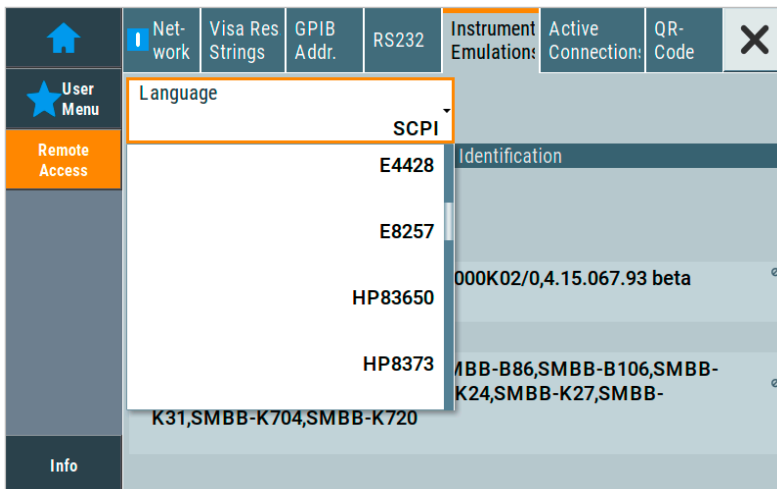 Net-
work
Visa Res
Strings
GPIB
Addr.
RS232
Instrument
Emulations
Active
Connection:
QR-
Code
User
Menu
Language
SCPI
Remote
Access
Identification
E4428
E8257
000K02/0,4.15.067.93 beta
HP83650
HP8373
MBB-B86,SMBB-B106,SMBB-
K24,SMBB-K27,SMBB-
K31,SMBB-K704,SMBB-K720
Info